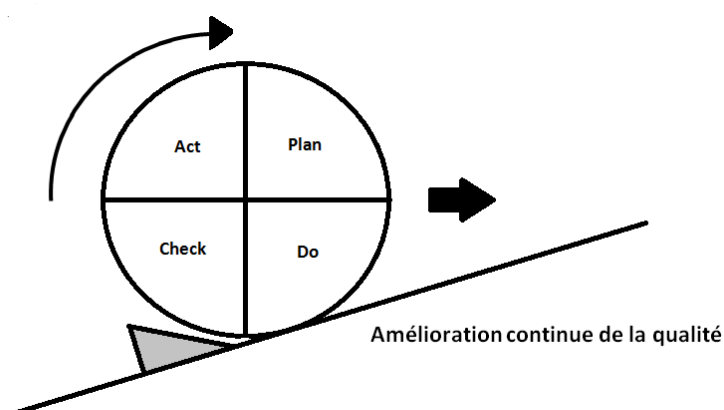 Act
Plan
Check
Do
Amélioration continue de la qualité